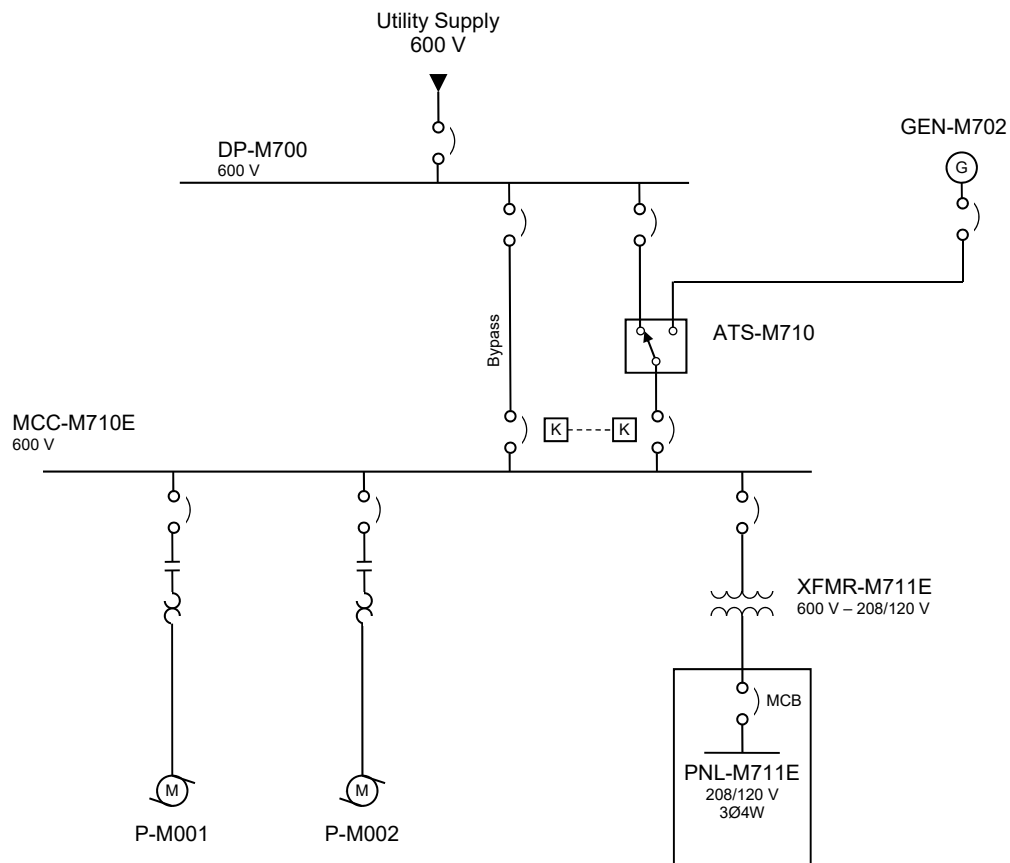 Utility Supply
600 V
GEN-M702
G
DP-M700
600 V
ATS-M710
Bypass
MCC-M710E
600 V
K
K
XFMR-M711E
600 V – 208/120 V
MCB
PNL-M711E
208/120 V
3Ø4W
M
M
P-M001
P-M002